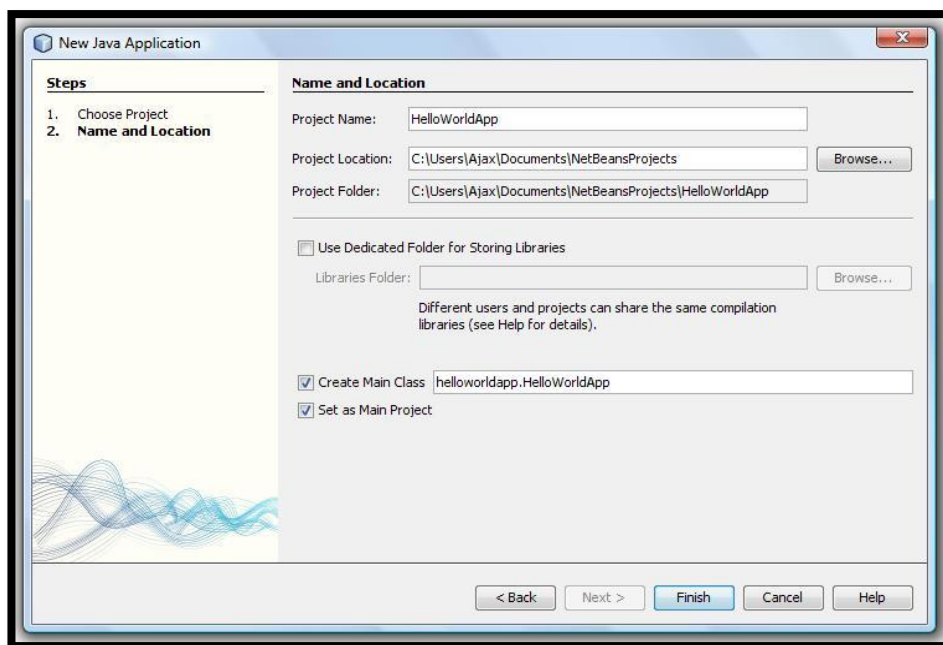 New Java Application
Steps
1. Choose Project
2. Name and Location
Name and Location
Project Name: HelloWorldApp
Project Location: C:\Users\Ajax\Documents\NetBeansProjects Browse...
Project Folder: C:\Users\Ajax\Documents\NetBeansProjects\HelloWorldApp
Use Dedicated Folder for Storing Libraries
Libraries Folder: Browse...
Different users and projects can share the same compilation
libraries (see Help for details).
Create Main Class helloworldapp.HelloWorldApp
Set as Main Project
< Back Next > Finish Cancel Help